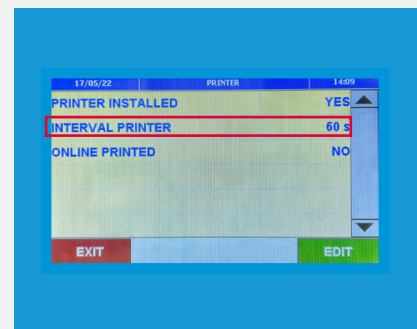 17/05/22 PRINTER 14:09
PRINTER INSTALLED YES
INTERVAL PRINTER 60 s
ONLINE PRINTED NO
EXIT EDIT